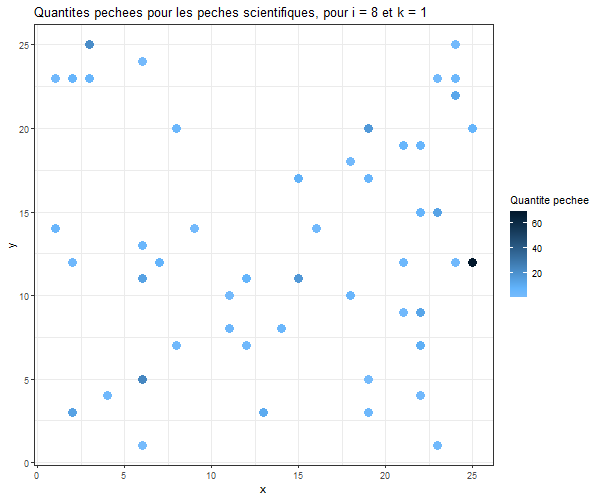 Quantites pechees pour les peches scientifiques, pour i = 8 et k = 1
25
20
15
10
5
0
y
0 5 10 15 20 25
x
Quantite pechee
60
40
20